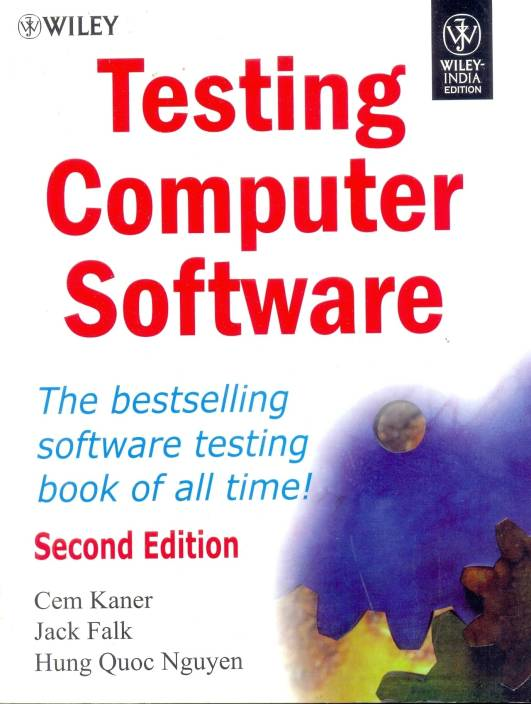 WILEY
WILEY-
INDIA
EDITION
Testing
Computer
Software
The bestselling
software testing
book of all time!
Second Edition
Cem Kaner
Jack Falk
Hung Quoc Nguyen